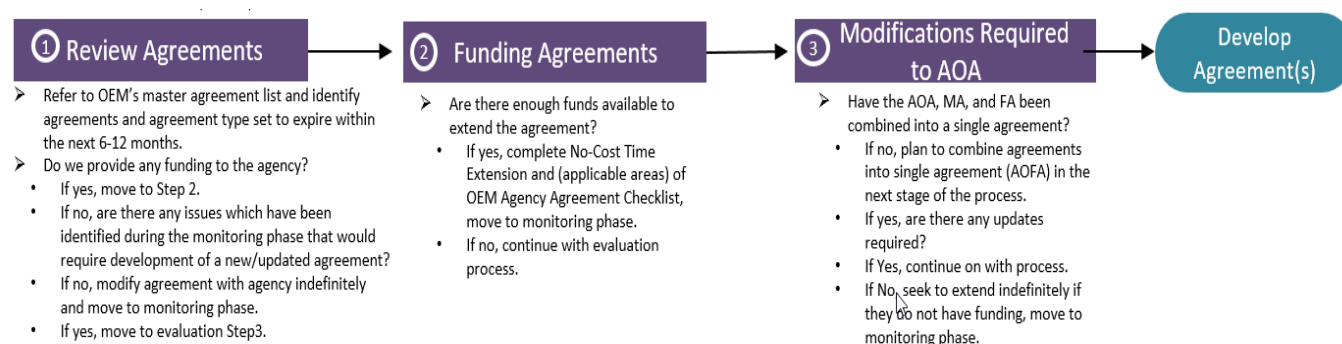 1 Review Agreements
➢ Refer to OEM's master agreement list and identify
agreements and agreement type set to expire within
the next 6-12 months.
➢ Do we provide any funding to the agency?
• If yes, move to Step 2.
• If no, are there any issues which have been
identified during the monitoring phase that would
require development of a new/updated agreement?
• If no, modify agreement with agency indefinitely
and move to monitoring phase.
• If yes, move to evaluation Step3.
2 Funding Agreements
➢ Are there enough funds available to
extend the agreement?
• If yes, complete No-Cost Time
Extension and (applicable areas) of
OEM Agency Agreement Checklist,
move to monitoring phase.
• If no, continue with evaluation
process.
3 Modifications Required
to AOA
➢ Have the AOA, MA, and FA been
combined into a single agreement?
• If no, plan to combine agreements
into single agreement (AOFA) in the
next stage of the process.
• If yes, are there any updates
required?
• If Yes, continue on with process.
• If No, seek to extend indefinitely if
they do not have funding, move to
monitoring phase.
Develop
Agreement(s)